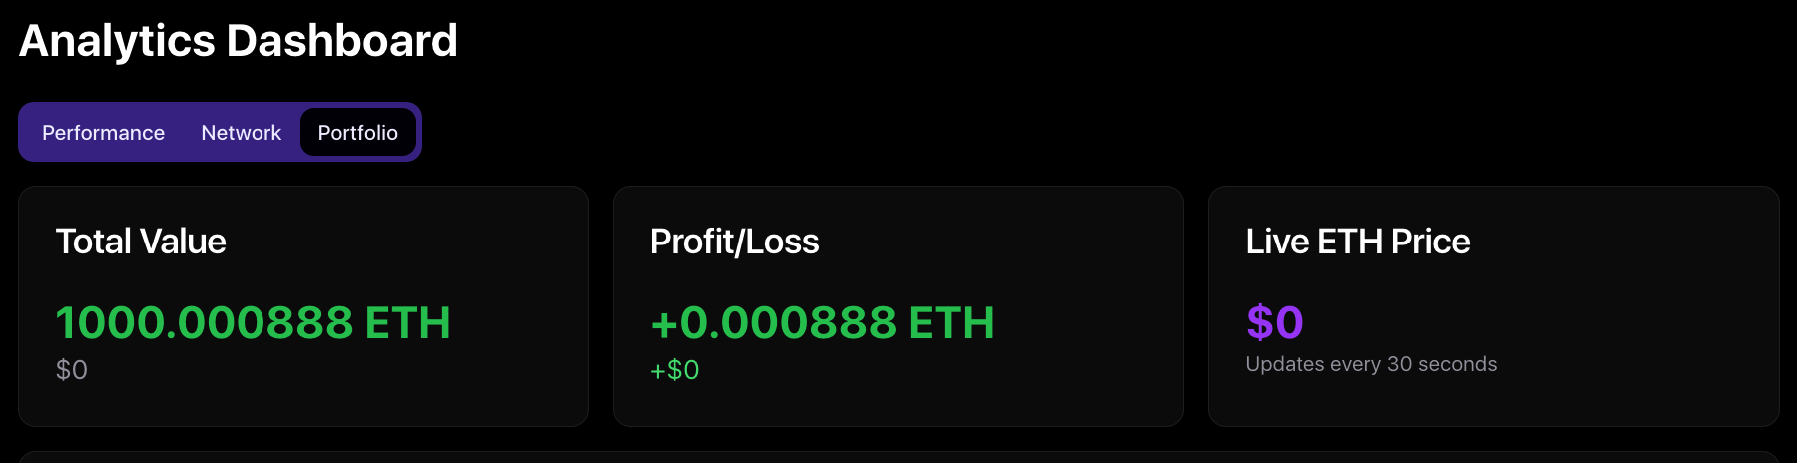 Analytics Dashboard
Performance Network Portfolio
Total Value
1000.000888 ETH
$0
Profit/Loss
+0.000888 ETH
+$0
Live ETH Price
$0
Updates every 30 seconds